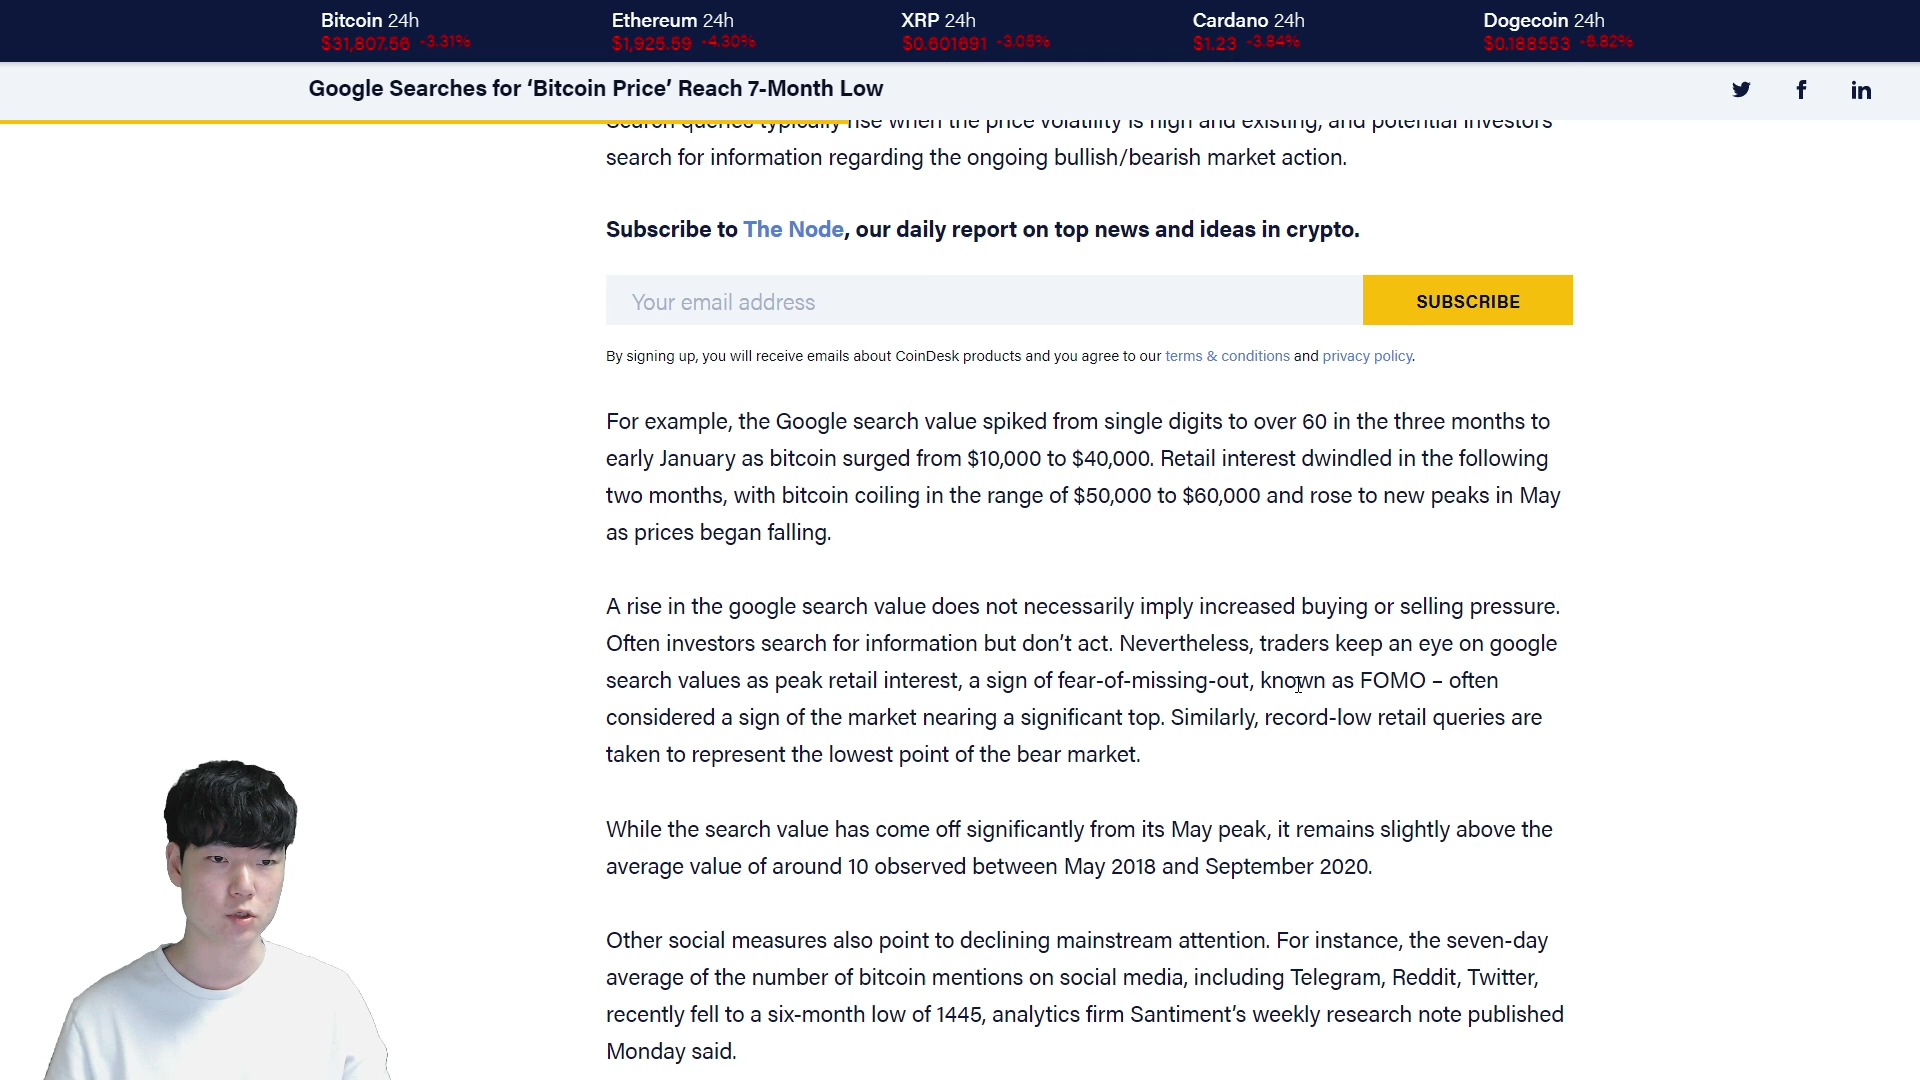 Bitcoin 24h
$31,807.56 -3.31%
Ethereum 24h
$1,925.59 -4.30%
XRP 24h
$0.601691 -3.05%
Cardano 24h
$1.23 -3.84%
Dogecoin 24h
$0.188553 -6.82%
Google Searches for ‘Bitcoin Price’ Reach 7-Month Low
Search queries typically rise when the price volatility is high and existing, and potential investors
search for information regarding the ongoing bullish/bearish market action.
Subscribe to The Node, our daily report on top news and ideas in crypto.
Your email address
SUBSCRIBE
By signing up, you will receive emails about CoinDesk products and you agree to our terms & conditions and privacy policy.
For example, the Google search value spiked from single digits to over 60 in the three months to
early January as bitcoin surged from $10,000 to $40,000. Retail interest dwindled in the following
two months, with bitcoin coiling in the range of $50,000 to $60,000 and rose to new peaks in May
as prices began falling.
A rise in the google search value does not necessarily imply increased buying or selling pressure.
Often investors search for information but don’t act. Nevertheless, traders keep an eye on google
search values as peak retail interest, a sign of fear-of-missing-out, known as FOMO – often
considered a sign of the market nearing a significant top. Similarly, record-low retail queries are
taken to represent the lowest point of the bear market.
While the search value has come off significantly from its May peak, it remains slightly above the
average value of around 10 observed between May 2018 and September 2020.
Other social measures also point to declining mainstream attention. For instance, the seven-day
average of the number of bitcoin mentions on social media, including Telegram, Reddit, Twitter,
recently fell to a six-month low of 1445, analytics firm Santiment’s weekly research note published
Monday said.